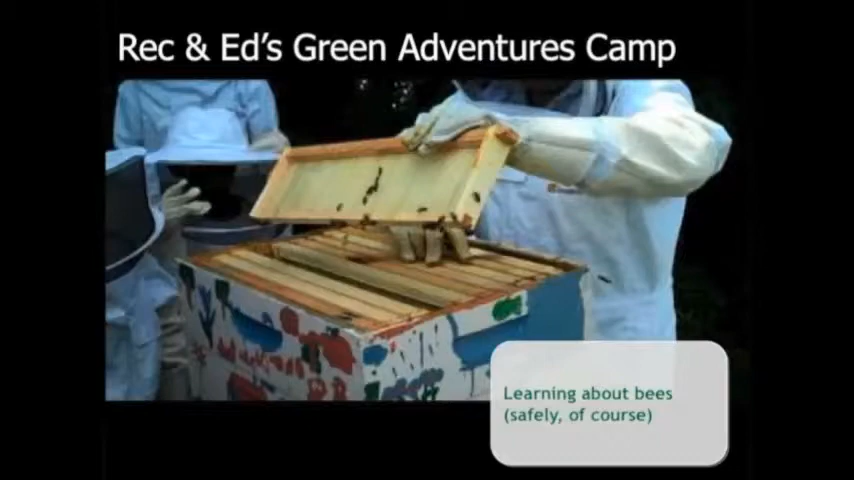 Rec & Ed's Green Adventures Camp
Learning about bees
(safely, of course)